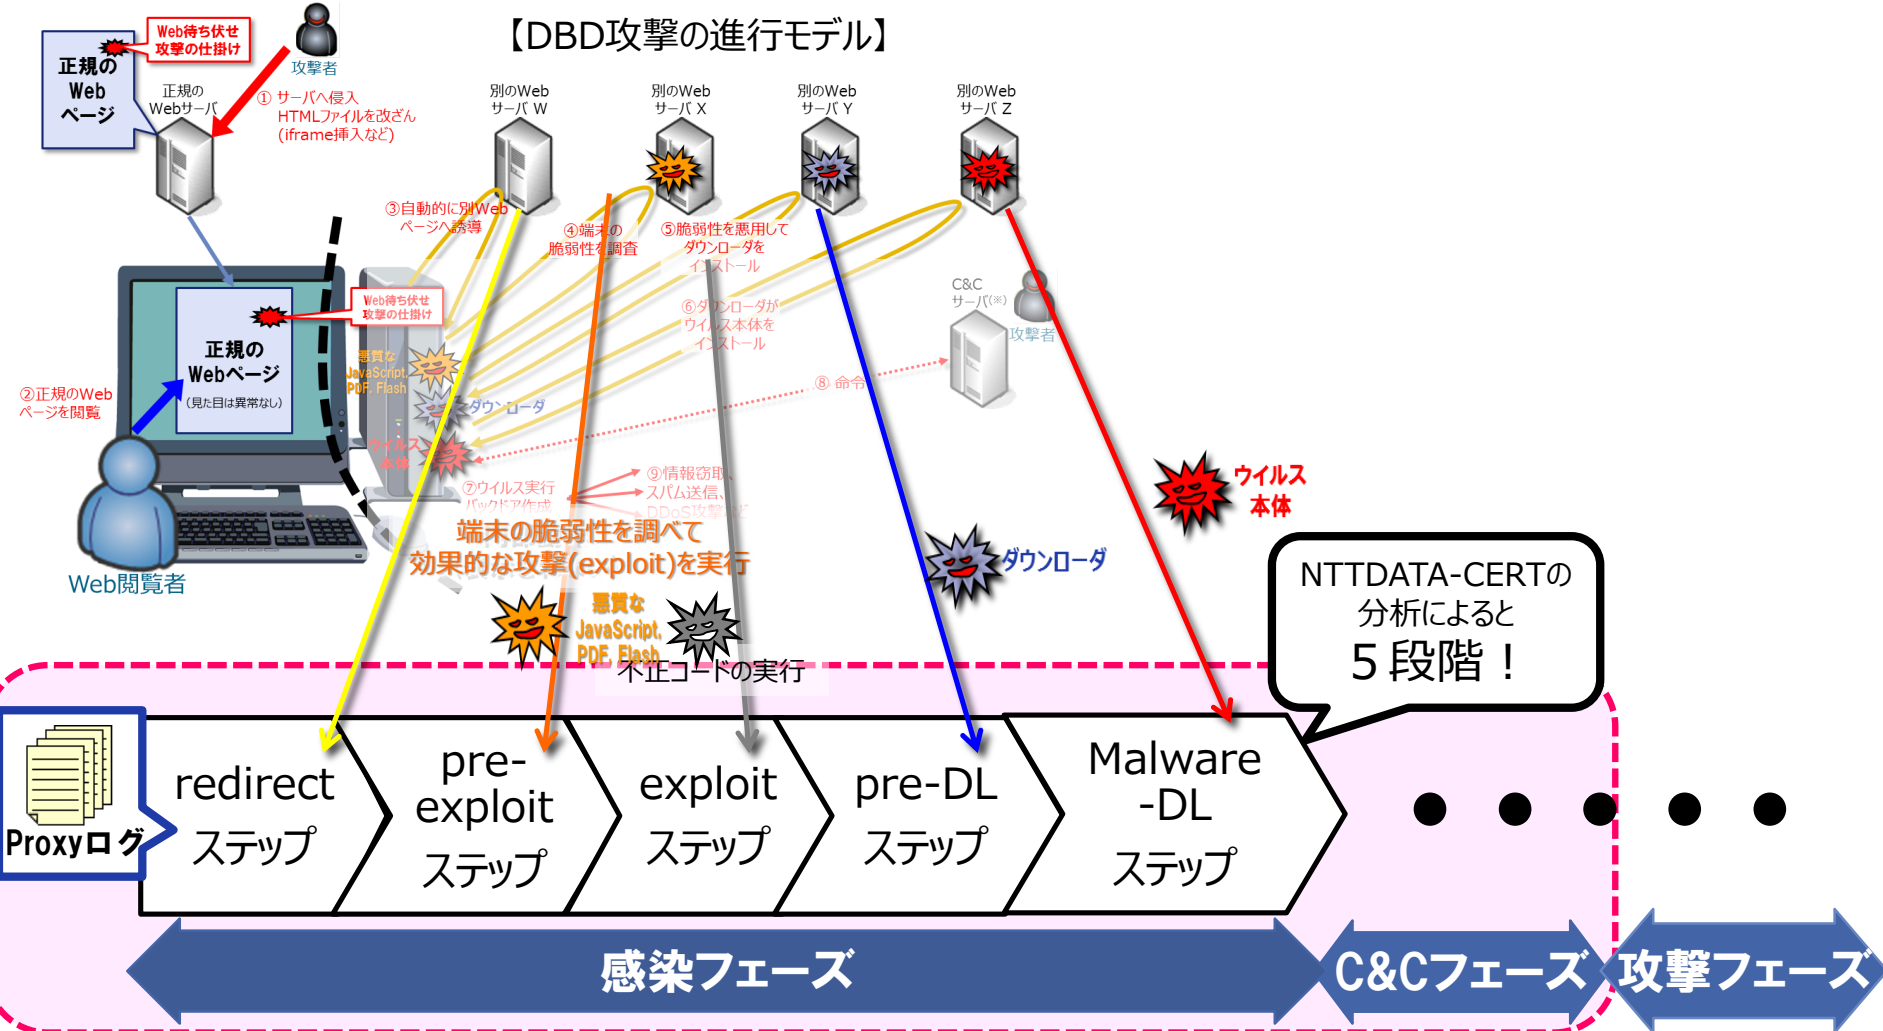 【DBD攻撃の進行モデル】
Web待ち伏せ
攻撃の仕掛け
正規の
Web
ページ
攻撃者
正規の
Webサーバ
① サーバへ侵入
HTMLファイルを改ざん
(iframe挿入など)
別のWeb
サーバ W
別のWeb
サーバ X
別のWeb
サーバ Y
別のWeb
サーバ Z
③自動的に別Web
ページへ誘導
④端末の
脆弱性を調査
⑤脆弱性を悪用して
ダウンローダを
インストール
⑥ダウンローダが
ウイルス本体を
インストール
C&C
サーバ(※)
攻撃者
⑧ 命令
Web待ち伏せ
攻撃の仕掛け
正規の
Webページ
(見た目は異常なし)
②正規のWeb
ページを閲覧
悪質な
JavaScript,
PDF, Flash
ダウンローダ
ウイルス
本体
⑦ウイルス実行
バックドア作成
⑨情報窃取、
スパム送信、
DDoS攻撃など
Web閲覧者
端末の脆弱性を調べて
効果的な攻撃(exploit)を実行
悪質な
JavaScript,
PDF, Flash
不正コードの実行
ダウンローダ
ウイルス
本体
NTTDATA-CERTの
分析によると
５段階！
Proxyログ
redirect
ステップ
pre-
exploit
ステップ
exploit
ステップ
pre-DL
ステップ
Malware
-DL
ステップ
感染フェーズ
C&Cフェーズ
攻撃フェーズ